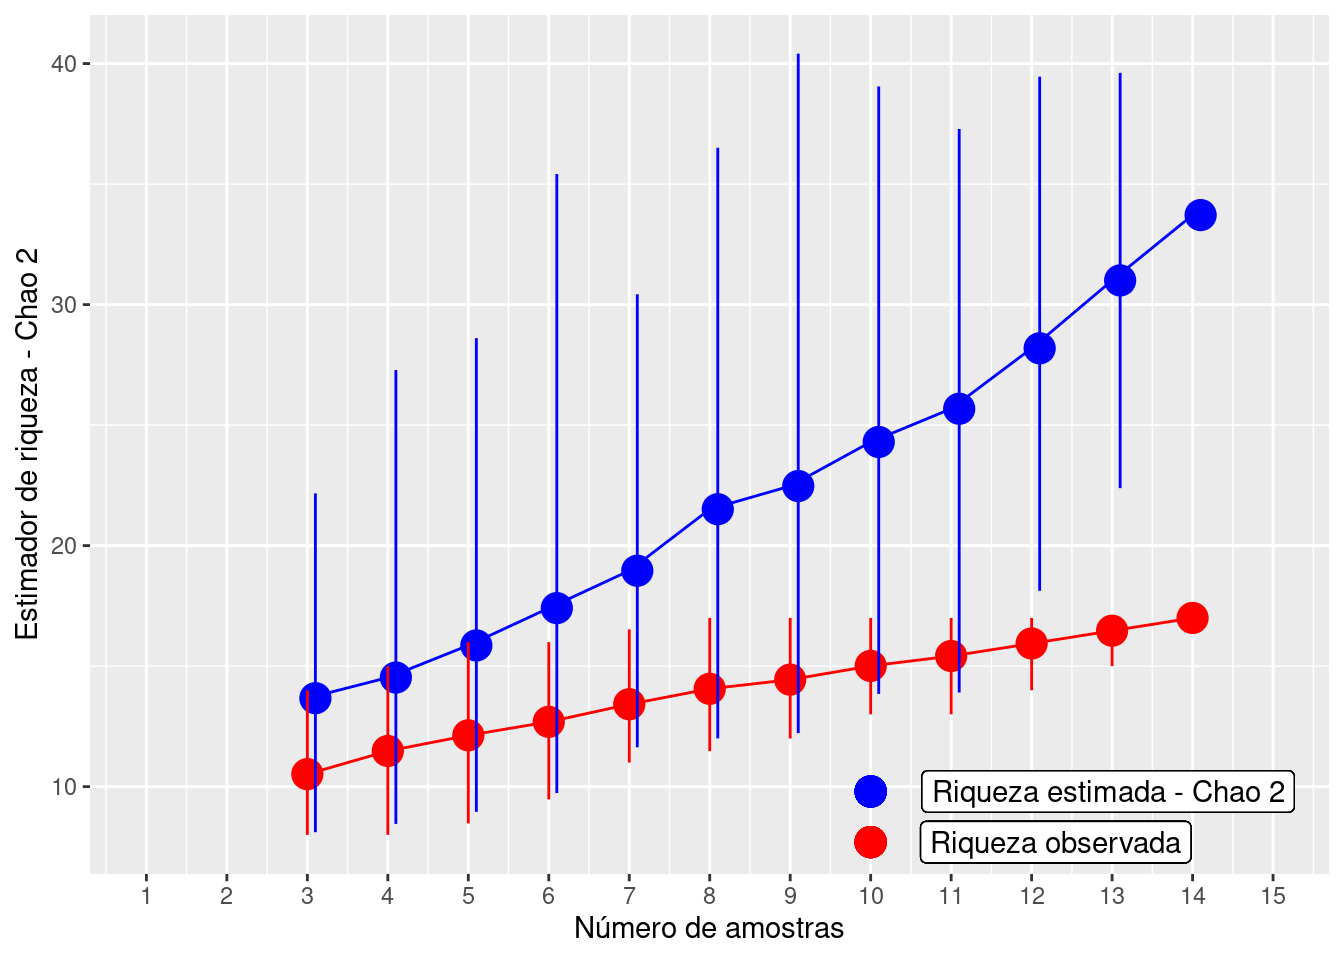 Estimador de riqueza - Chao 2
40
30
20
10
Riqueza estimada - Chao 2
Riqueza observada
1 2 3 4 5 6 7 8 9 10 11 12 13 14 15
Número de amostras